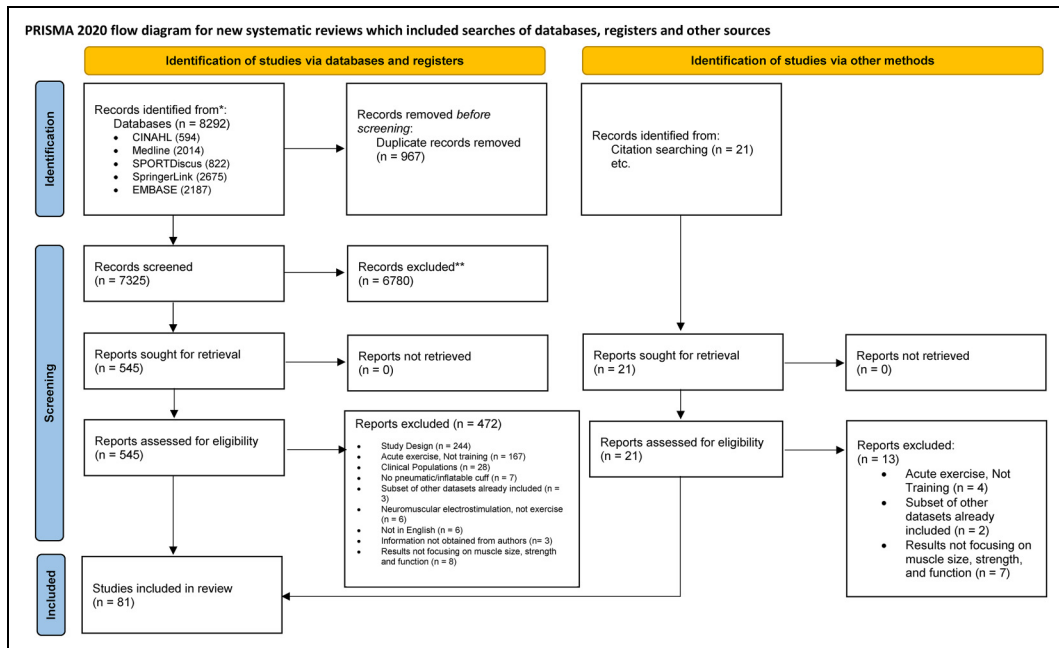 PRISMA 2020 flow diagram for new systematic reviews which included searches of databases, registers and other sources
Identification of studies via databases and registers
Identification of studies via other methods
Identification
Records identified from*:
Databases (n = 8292)
• CINAHL (594)
• Medline (2014)
• SPORTDiscus (822)
• SpringerLink (2675)
• EMBASE (2187)
Records removed before
screening:
Duplicate records removed
(n = 967)
Records identified from:
Citation searching (n = 21)
etc.
Screening
Records screened
(n = 7325)
Records excluded**
(n = 6780)
Reports sought for retrieval
(n = 545)
Reports not retrieved
(n = 0)
Reports sought for retrieval
(n = 21)
Reports not retrieved
(n = 0)
Reports assessed for eligibility
(n = 545)
Reports excluded (n = 472)
• Study Design (n = 244)
• Acute exercise, Not training (n = 167)
• Clinical Populations (n = 28)
• No pneumatic/inflatable cuff (n = 7)
• Subset of other datasets already included (n =
3)
• Neuromuscular electrostimulation, not exercise
(n = 6)
• Not in English (n = 6)
• Information not obtained from authors (n= 3)
• Results not focusing on muscle size, strength
and function (n = 8)
Reports assessed for eligibility
(n = 21)
Reports excluded:
(n = 13)
• Acute exercise, Not
Training (n = 4)
• Subset of other
datasets already
included (n = 2)
• Results not focusing on
muscle size, strength,
and function (n = 7)
Included
Studies included in review
(n = 81)